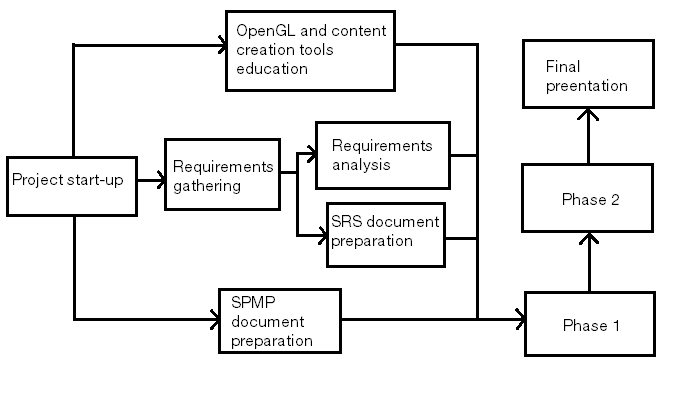 OpenGL and content
creation tools
education
Final
preentation
Requirements
analysis
Requirements
gathering
Project start-up
Phase 2
SRS document
preparation
SPMP
document
preparation
Phase 1